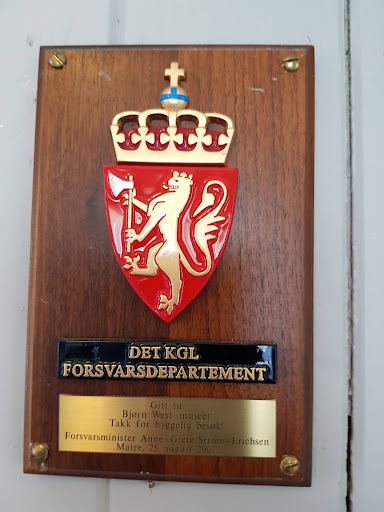 DET KGL
FORSVARSDEPARTEMENT
Gitt til
Bjørn West-museet
Takk for hyggelig besøk!
Forsvarsminister Anne-Grete Strøm-Erichsen
Matre, 25. august